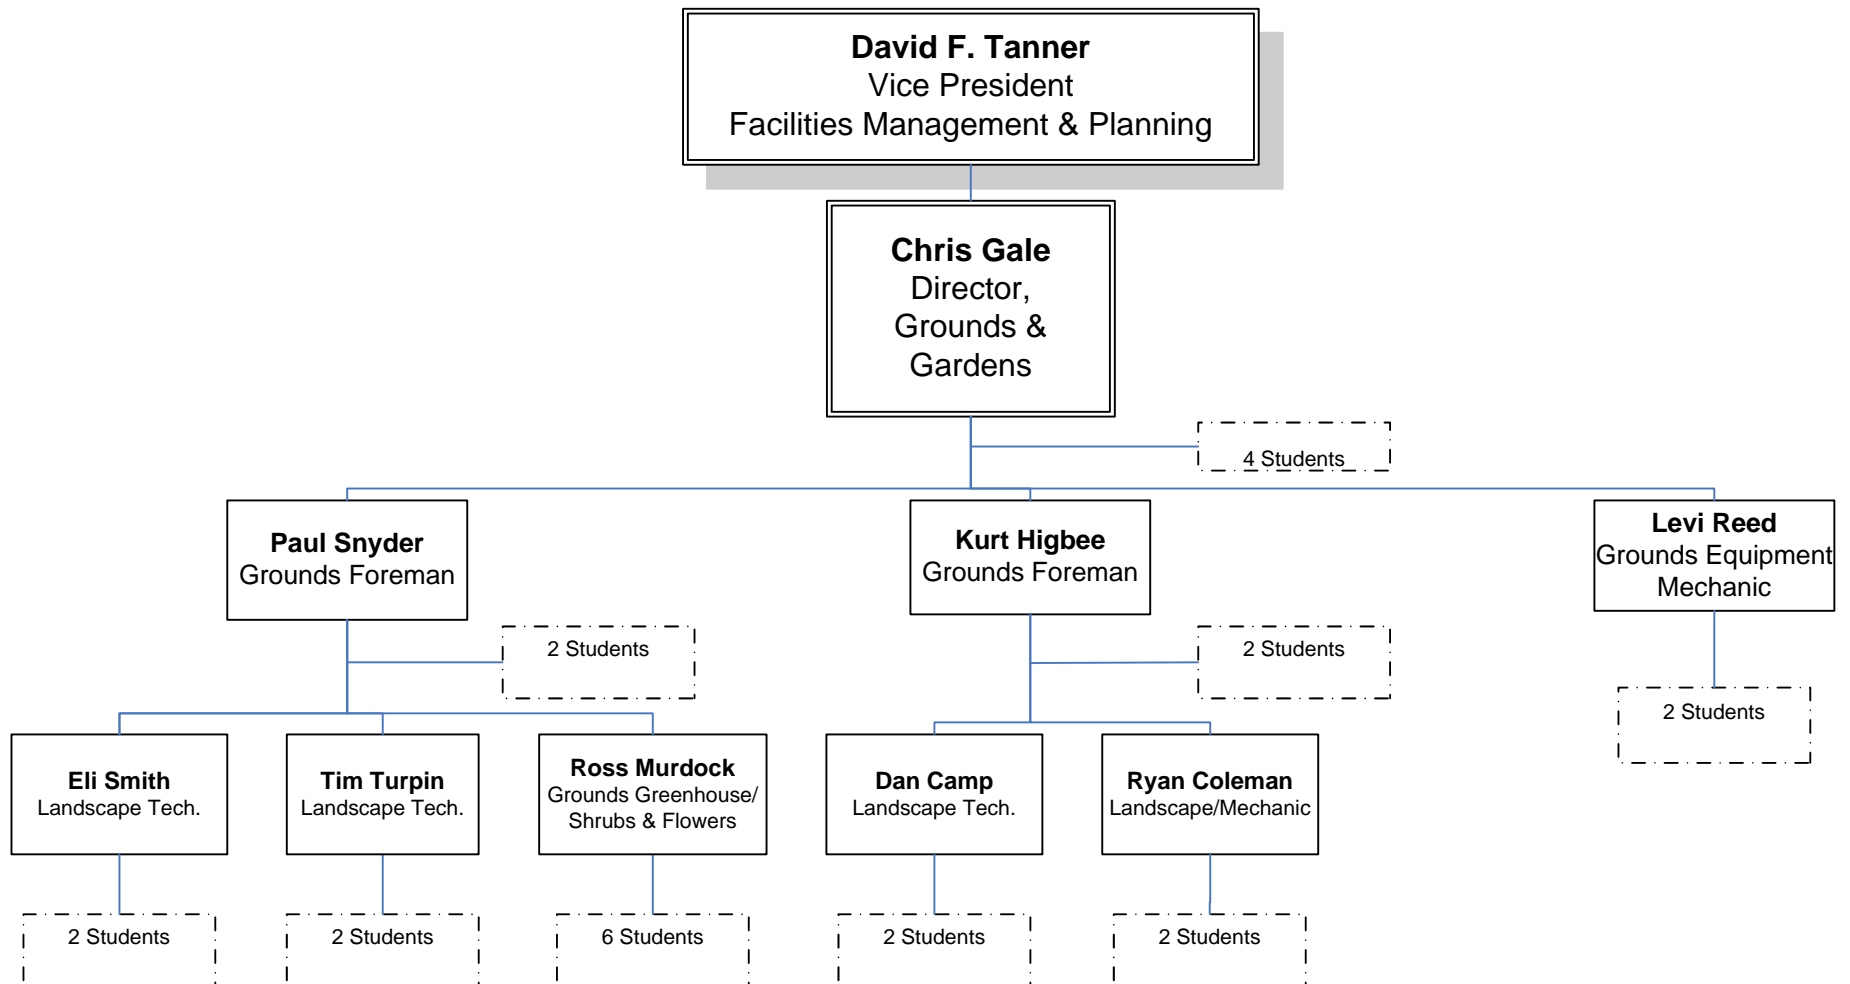 David F. Tanner
Vice President
Facilities Management & Planning
Chris Gale
Director,
Grounds &
Gardens
4 Students
Paul Snyder
Grounds Foreman
Kurt Higbee
Grounds Foreman
Levi Reed
Grounds Equipment
Mechanic
2 Students
2 Students
2 Students
Eli Smith
Landscape Tech.
Tim Turpin
Landscape Tech.
Ross Murdock
Grounds Greenhouse/
Shrubs & Flowers
Dan Camp
Landscape Tech.
Ryan Coleman
Landscape/Mechanic
2 Students
2 Students
6 Students
2 Students
2 Students